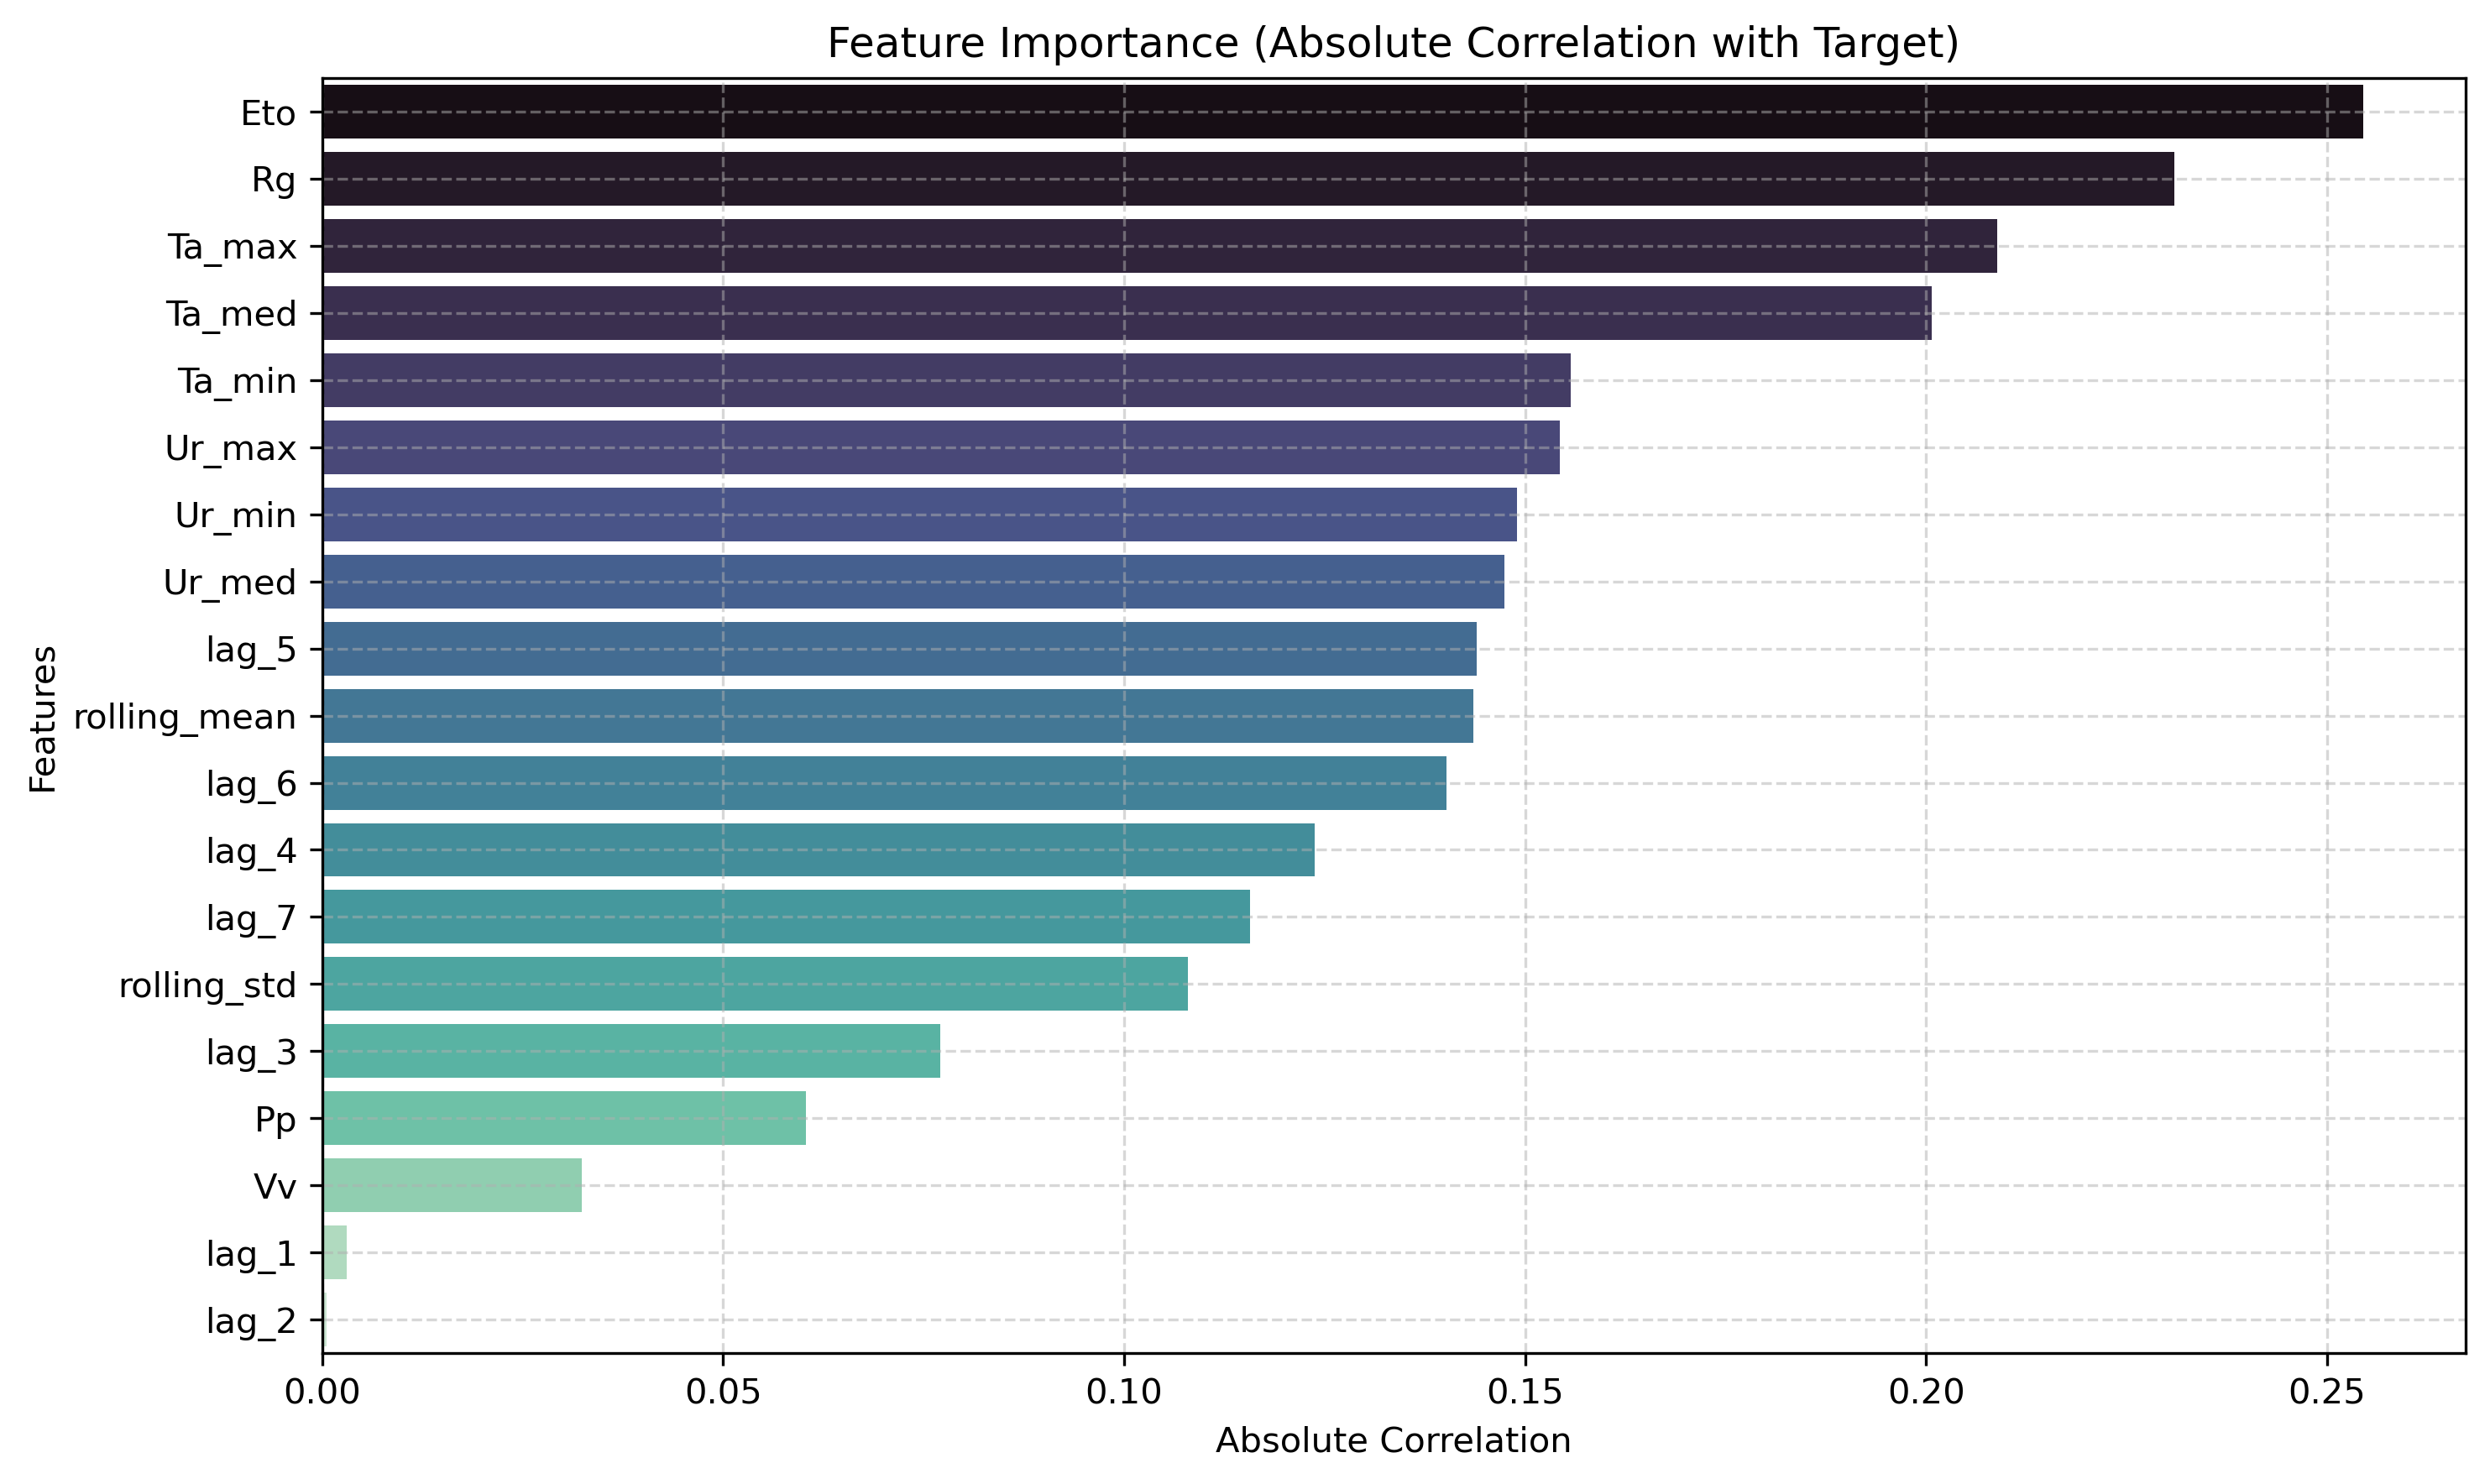 Feature Importance (Absolute Correlation with Target)
Features
Eto
Rg
Ta_max
Ta_med
Ta_min
Ur_max
Ur_min
Ur_med
lag_5
rolling_mean
lag_6
lag_4
lag_7
rolling_std
lag_3
Pp
Vv
lag_1
lag_2
0.00 0.05 0.10 0.15 0.20 0.25
Absolute Correlation